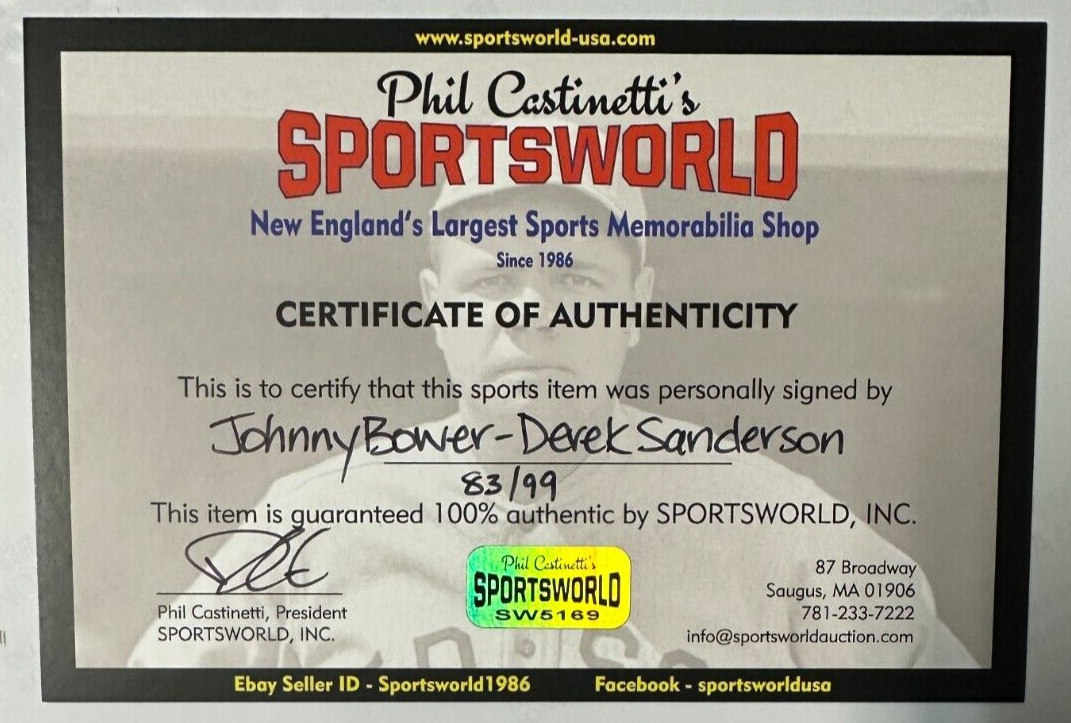 www.sportsworld-usa.com
Phil Castinetti's
SPORTSWORLD
New England's Largest Sports Memorabilia Shop
Since 1986
CERTIFICATE OF AUTHENTICITY
This is to certify that this sports item was personally signed by
Johnny Bower - Derek Sanderson
83/99
This item is guaranteed 100% authentic by SPORTSWORLD, INC.
Phil Castinetti's
SPORTSWORLD
SW5169
Phil Castinetti, President
SPORTSWORLD, INC.
87 Broadway
Saugus, MA 01906
781-233-7222
info@sportsworldauction.com
Ebay Seller ID - Sportsworld1986
Facebook - sportsworldusa